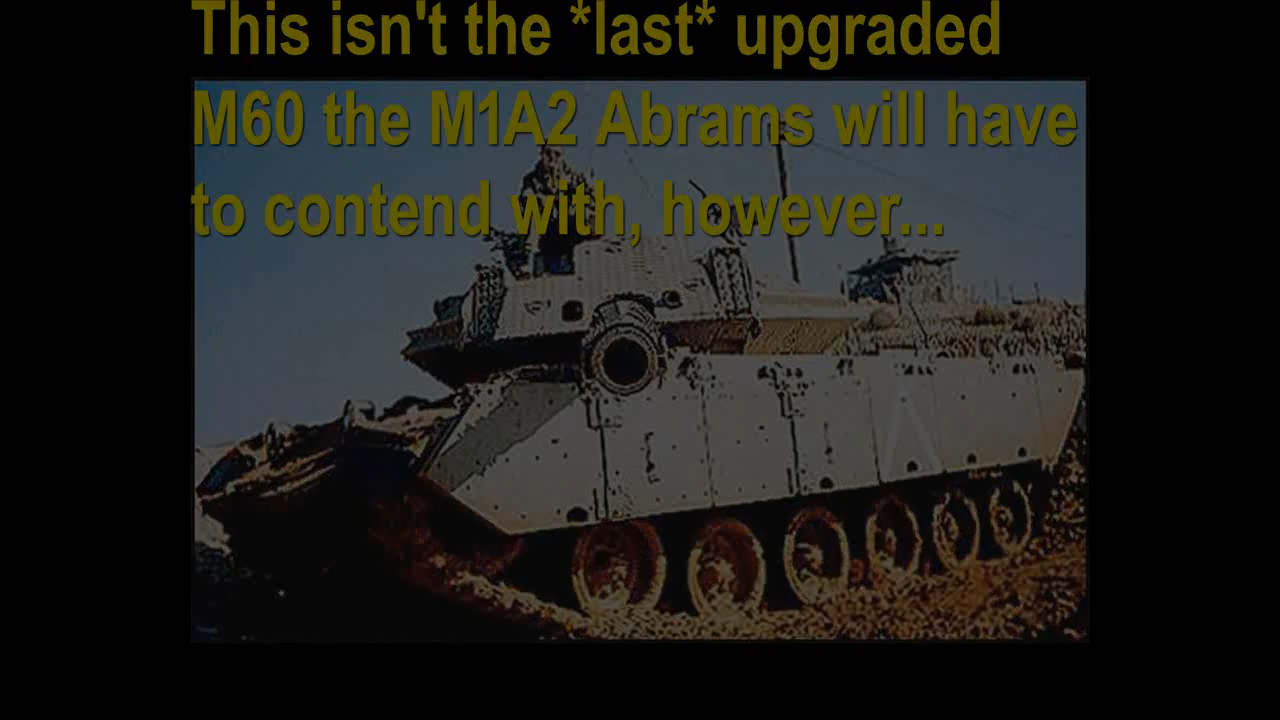 This isn't the *last* upgraded
M60 the M1A2 Abrams will have
to contend with, however...